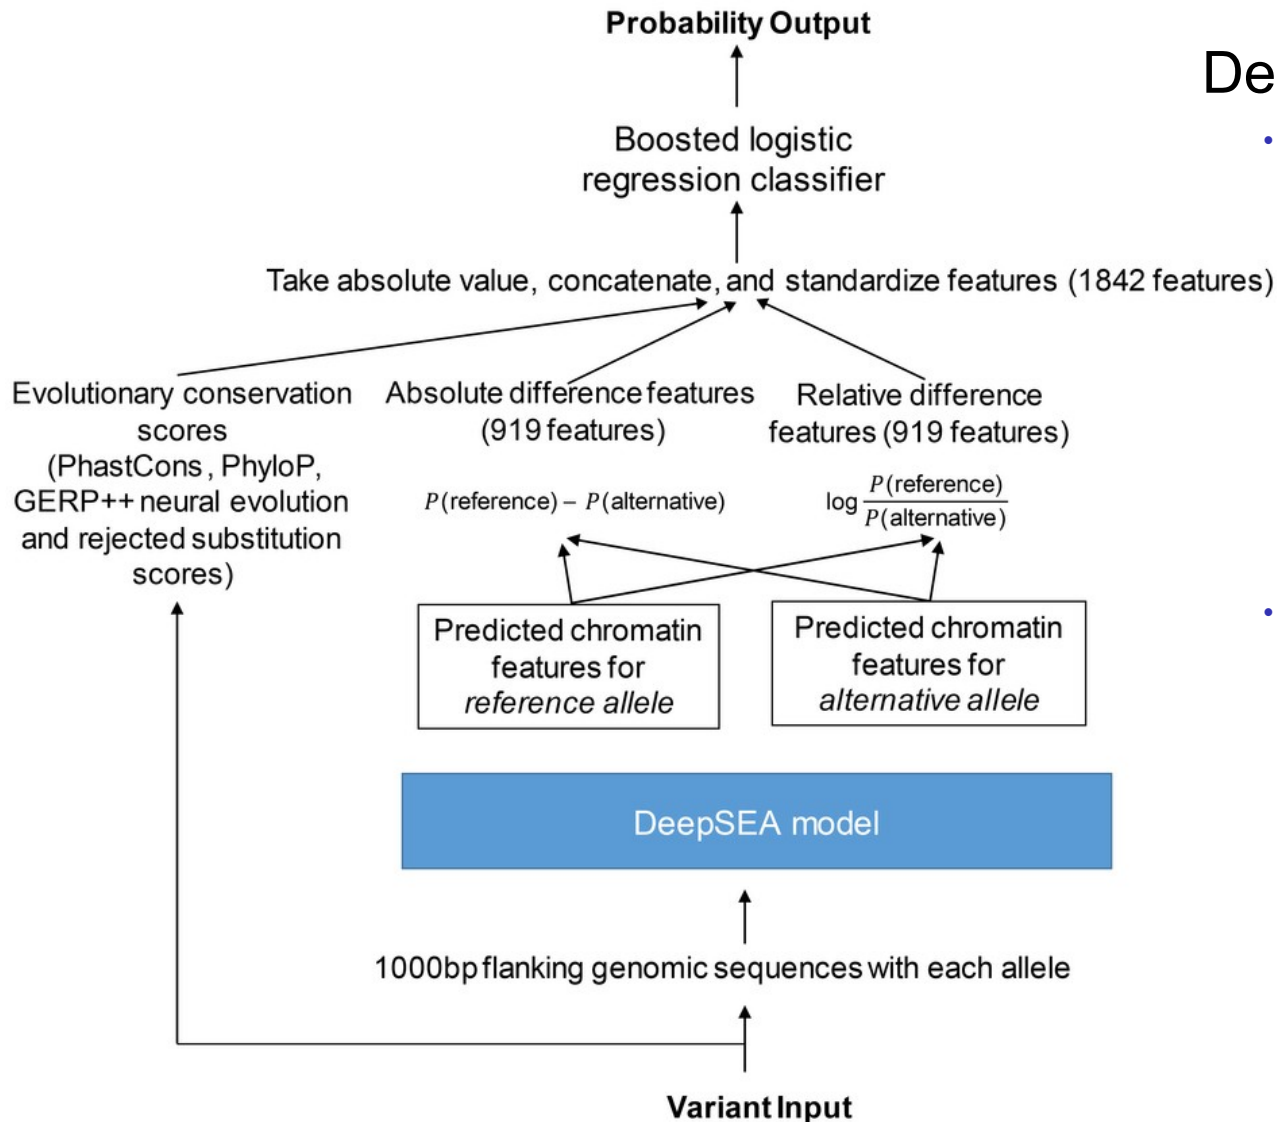 Probability Output
De
Boosted logistic
regression classifier
Take absolute value, concatenate, and standardize features (1842 features)
Evolutionary conservation
scores
(PhastCons, PhyloP,
GERP++ neural evolution
and rejected substitution
scores)
Absolute difference features
(919 features)
P(reference) − P(alternative)
Relative difference
features (919 features)
log P(reference)
P(alternative)
Predicted chromatin
features for
reference allele
Predicted chromatin
features for
alternative allele
DeepSEA model
1000bp flanking genomic sequences with each allele
Variant Input